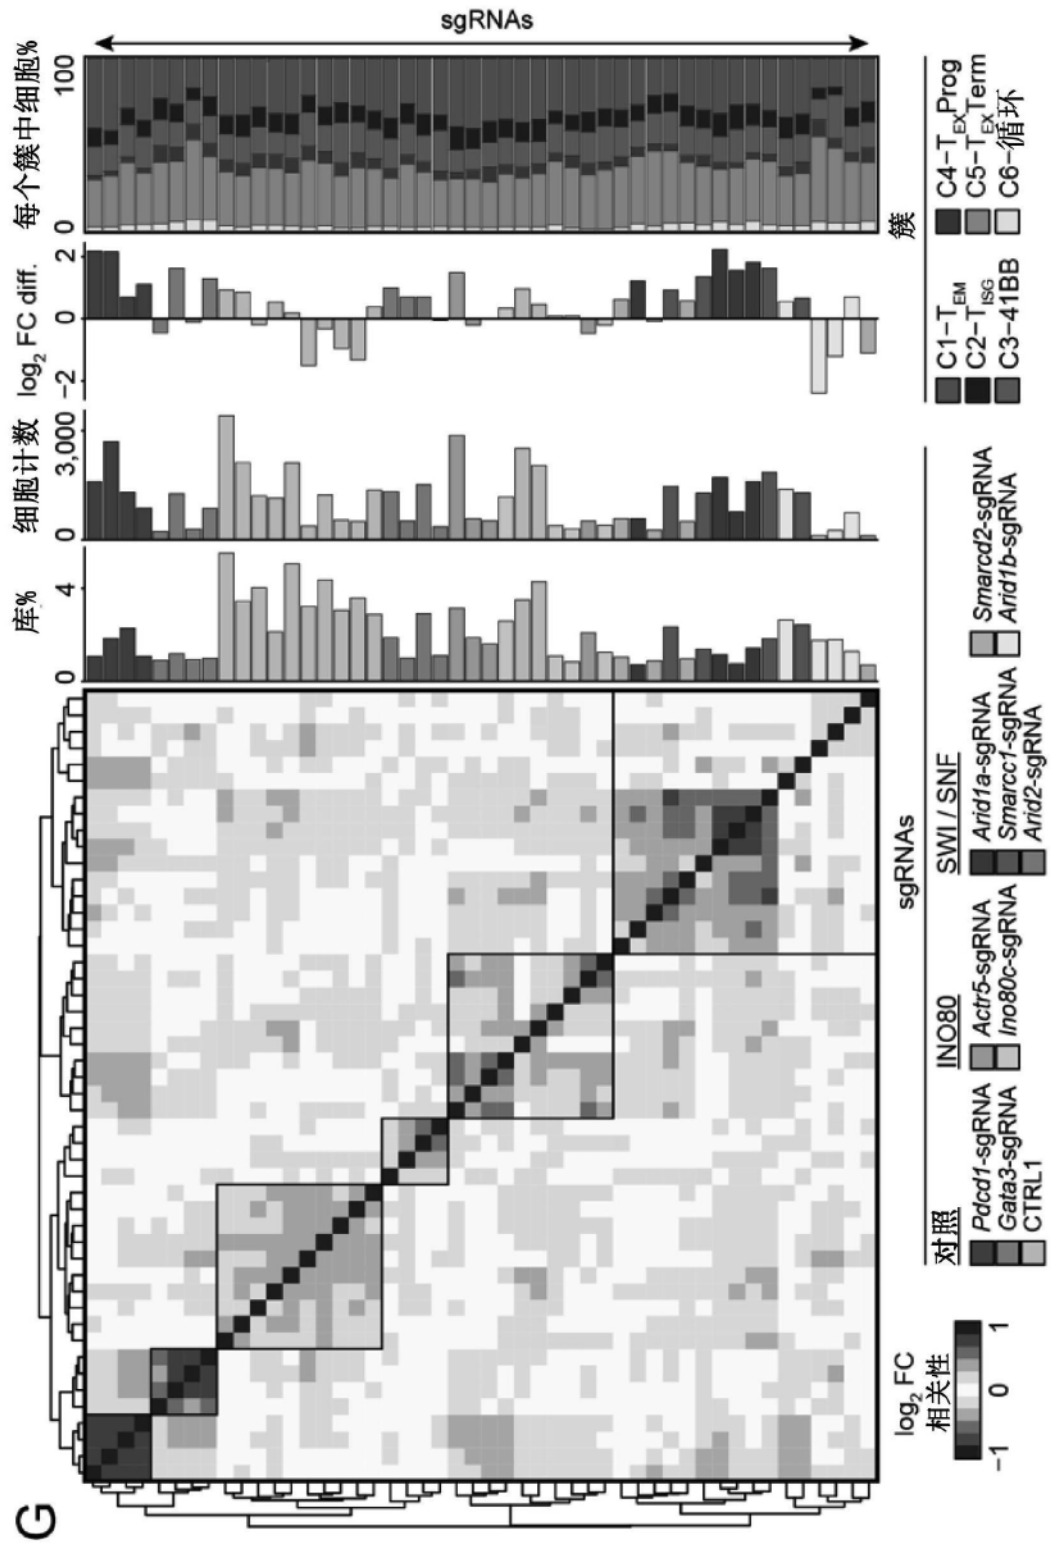 G
sgRNAs
每个簇中细胞%
100
0
log2 FC diff.
2
0
−2
细胞计数
3,000
0
库%
4
0
sgRNAs
簇
C1−TEM
C2−TISG
C3−41BB
C4−TEXProg
C5−TEXTerm
C6−循环
log2 FC
相关性
−1
0
1
对照
Pdcd1-sgRNA
Gata3-sgRNA
CTRL1
INO80
Actr5-sgRNA
Ino80c-sgRNA
SWI / SNF
Arid1a-sgRNA
Smarcc1-sgRNA
Arid2-sgRNA
Smarcd2-sgRNA
Arid1b-sgRNA